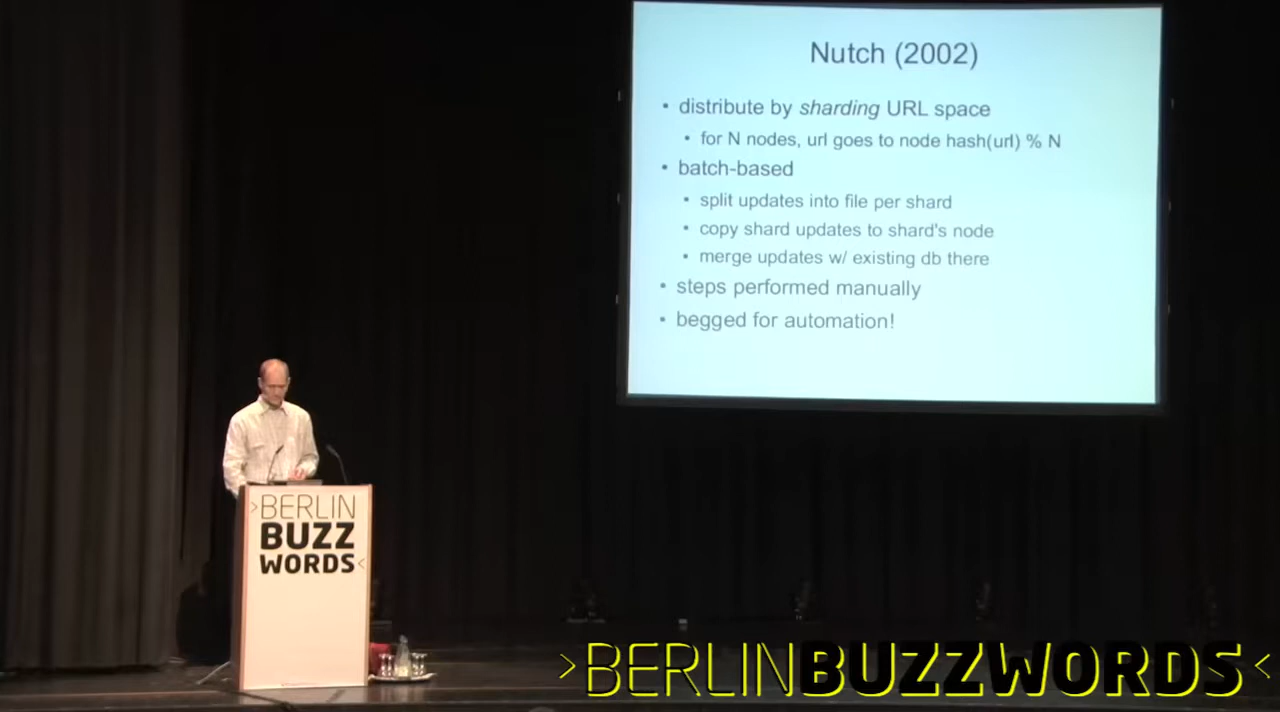 Nutch (2002)
• distribute by sharding URL space
• for N nodes, url goes to node hash(url) % N
• batch-based
• split updates into file per shard
• copy shard updates to shard's node
• merge updates w/ existing db there
• steps performed manually
• begged for automation!
>BERLIN
BUZZ
WORDS<
>BERLINBUZZWORDS<